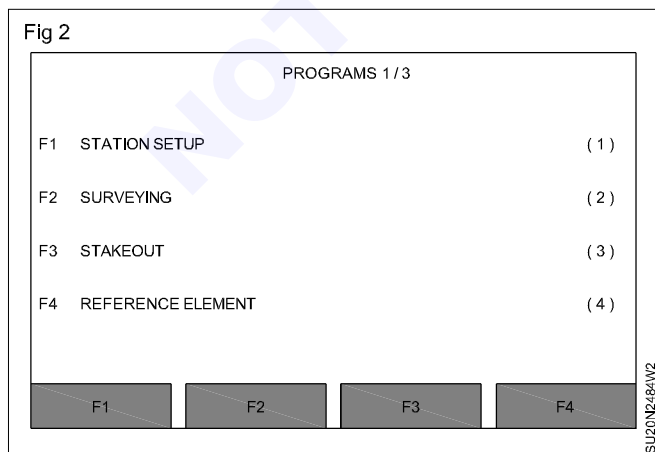 Fig 2
PROGRAMS 1 / 3
F1 STATION SETUP ( 1 )
F2 SURVEYING ( 2 )
F3 STAKEOUT ( 3 )
F4 REFERENCE ELEMENT ( 4 )
F1 F2 F3 F4
SU20N2484W2
NOT